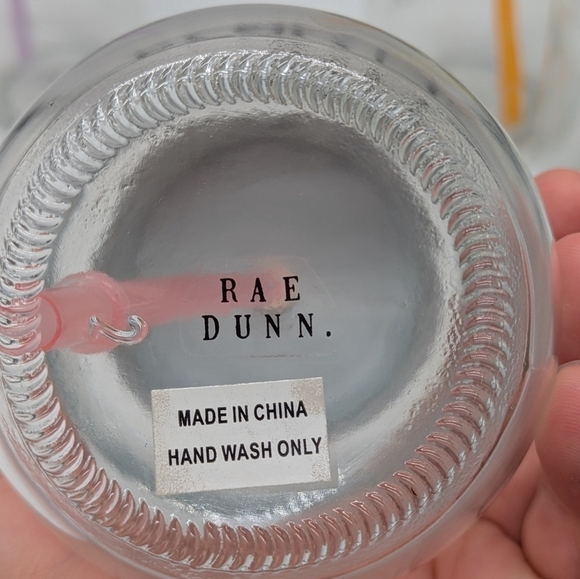 RAE
DUNN.
MADE IN CHINA
HAND WASH ONLY